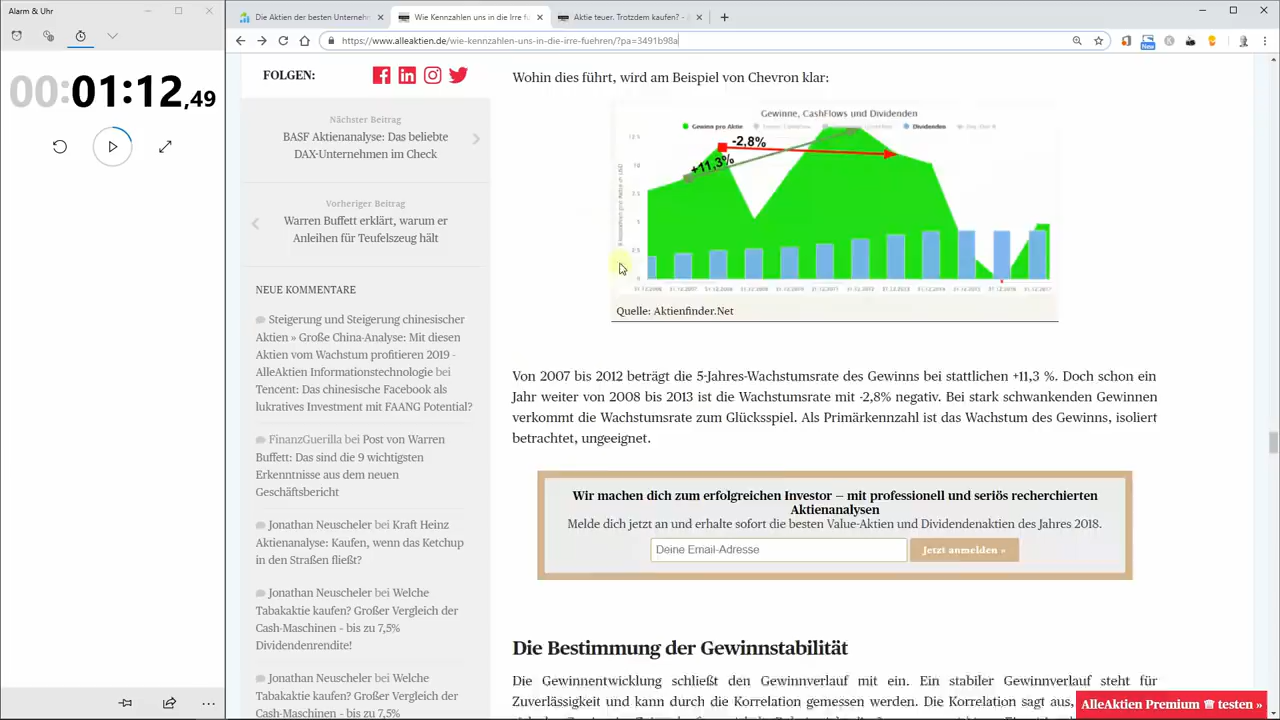 Alarm & Uhr
00:01:12,49
Die Aktien der besten Unternehm
Wie Kennzahlen uns in die Irre f
Aktie teuer. Trotzdem kaufen? - A
https://www.alleaktien.de/wie-kennzahlen-uns-in-die-irre-fuehren/?pa=3491b98a
New
FOLGEN:
Nächster Beitrag
BASF Aktienanalyse: Das beliebte
DAX-Unternehmen im Check
Vorheriger Beitrag
Warren Buffett erklärt, warum er
Anleihen für Teufelszeug hält
NEUE KOMMENTARE
Steigerung und Steigerung chinesischer
Aktien » Große China-Analyse: Mit diesen
Aktien vom Wachstum profitieren 2019 -
AlleAktien Informationstechnologie bei
Tencent: Das chinesische Facebook als
lukratives Investment mit FAANG Potential?
FinanzGuerilla bei Post von Warren
Buffett: Das sind die 9 wichtigsten
Erkenntnisse aus dem neuen
Geschäftsbericht
Jonathan Neuscheler bei Kraft Heinz
Aktienanalyse: Kaufen, wenn das Ketchup
in den Straßen fließt?
Jonathan Neuscheler bei Welche
Tabakaktie kaufen? Großer Vergleich der
Cash-Maschinen – bis zu 7,5%
Dividendenrendite!
Jonathan Neuscheler bei Welche
Tabakaktie kaufen? Großer Vergleich der
Cash-Maschinen – bis zu 7,5%
Wohin dies führt, wird am Beispiel von Chevron klar:
Gewinne, CashFlows und Dividenden
Gewinn pro Aktie
Dividenden
-2,8%
+11,3%
Quelle: Aktienfinder.Net
Von 2007 bis 2012 beträgt die 5-Jahres-Wachstumsrate des Gewinns bei stattlichen +11,3 %. Doch schon ein
Jahr weiter von 2008 bis 2013 ist die Wachstumsrate mit -2,8% negativ. Bei stark schwankenden Gewinnen
verkommt die Wachstumsrate zum Glücksspiel. Als Primärkennzahl ist das Wachstum des Gewinns, isoliert
betrachtet, ungeeignet.
Wir machen dich zum erfolgreichen Investor – mit professionell und seriös recherchierten
Aktienanalysen
Melde dich jetzt an und erhalte sofort die besten Value-Aktien und Dividendenaktien des Jahres 2018.
Deine Email-Adresse
Jetzt anmelden »
Die Bestimmung der Gewinnstabilität
Die Gewinnentwicklung schließt den Gewinnverlauf mit ein. Ein stabiler Gewinnverlauf steht für
Zuverlässigkeit und kann durch die Korrelation gemessen werden. Die Korrelation sagt aus,
AlleAktien Premium testen »